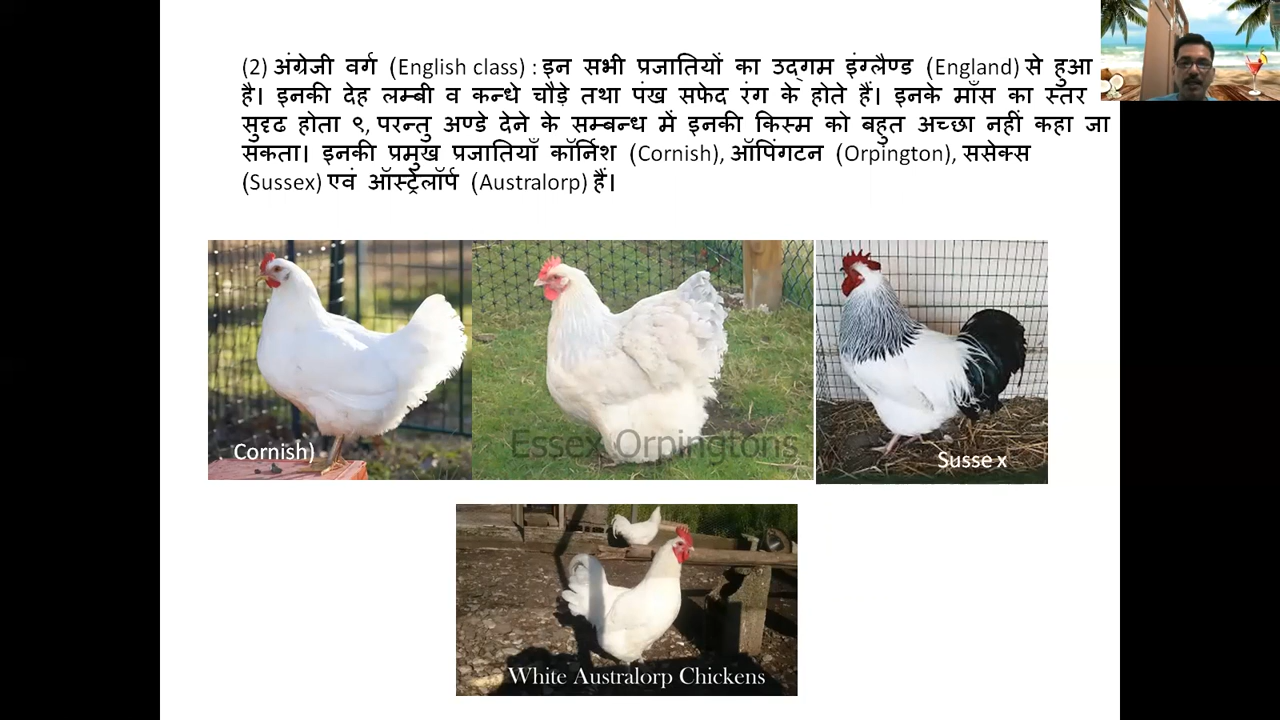 (2) अंग्रेजी वर्ग (English class) : इन सभी प्रजातियों का उद्गम इंग्लैण्ड (England) से हुआ
है। इनकी देह लम्बी व कन्धे चौड़े तथा पंख सफेद रंग के होते हैं। इनके माँस का स्तर
सुदृढ होता ९, परन्तु अण्डे देने के सम्बन्ध में इनकी किस्म को बहुत अच्छा नहीं कहा जा
सकता। इनकी प्रमुख प्रजातियाँ कॉर्निश (Cornish), ऑपिंगटन (Orpington), ससेक्स
(Sussex) एवं ऑस्ट्रेलॉर्प (Australorp) हैं।
Cornish)
Essex Orpingtons
Susse x
White Australorp Chickens